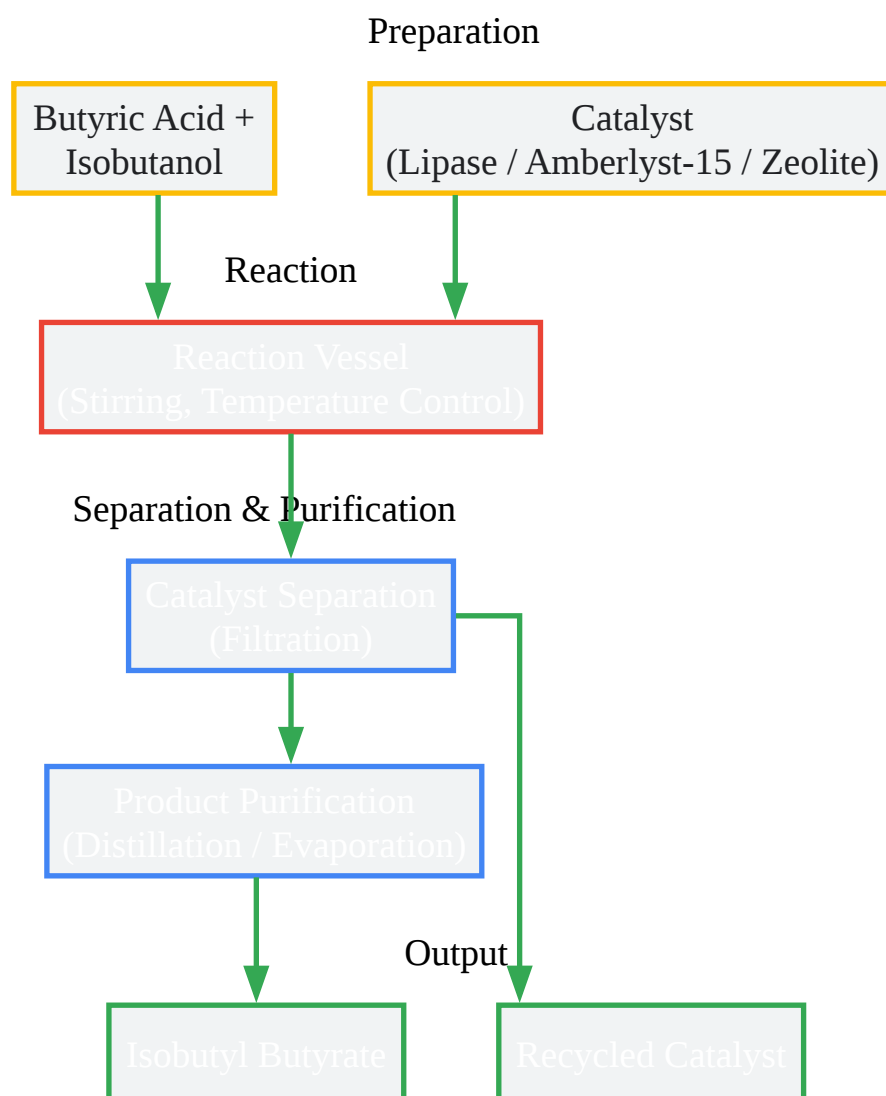 Preparation
Butyric Acid +
Isobutanol
Catalyst
(Lipase / Amberlyst-15 / Zeolite)
Reaction
Reaction Vessel
(Stirring, Temperature Control)
Separation & Purification
Catalyst Separation
(Filtration)
Product Purification
(Distillation / Evaporation)
Output
Isobutyl Butyrate
Recycled Catalyst